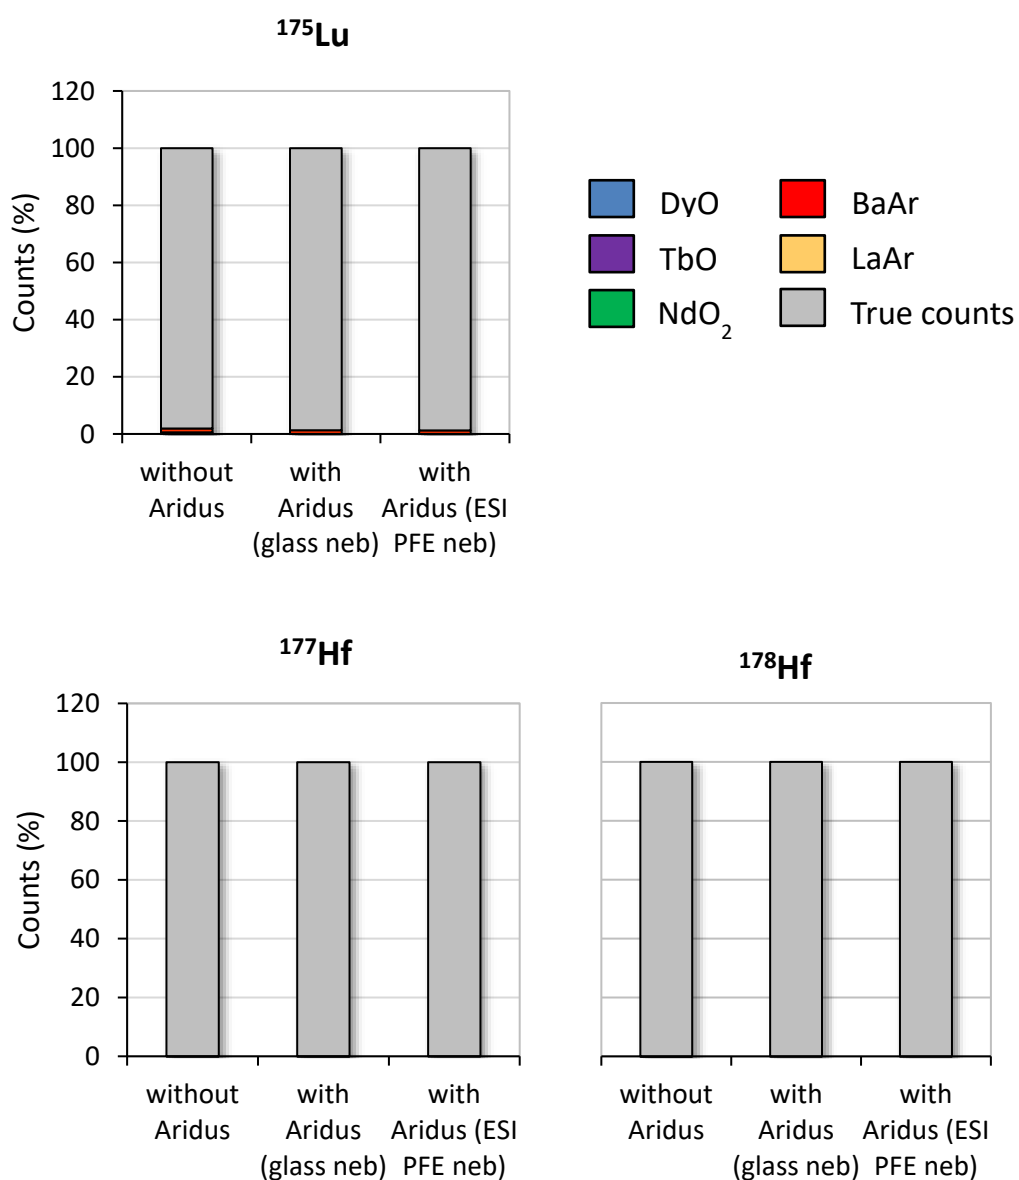 ¹⁷⁵Lu
Counts (%)
120
100
80
60
40
20
0
without
Aridus
with
Aridus
(glass neb)
with
Aridus (ESI
PFE neb)
DyO
TbO
NdO₂
BaAr
LaAr
True counts
¹⁷⁷Hf
Counts (%)
120
100
80
60
40
20
0
without
Aridus
with
Aridus
(glass neb)
with
Aridus (ESI
PFE neb)
¹⁷⁸Hf
without
Aridus
with
Aridus
(glass neb)
with
Aridus (ESI
PFE neb)